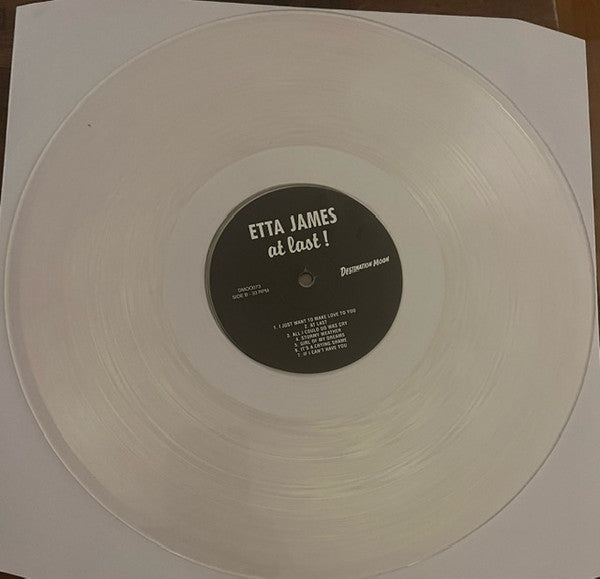 ETTA JAMES
at last!
DESTINATION MOON
DMOO073
SIDE B - 33 RPM
1. I JUST WANT TO MAKE LOVE TO YOU
2. AT LAST
3. ALL I COULD DO WAS CRY
4. STORMY WEATHER
5. GIRL OF MY DREAMS
6. IT'S A CRYING SHAME
7. IF I CAN'T HAVE YOU